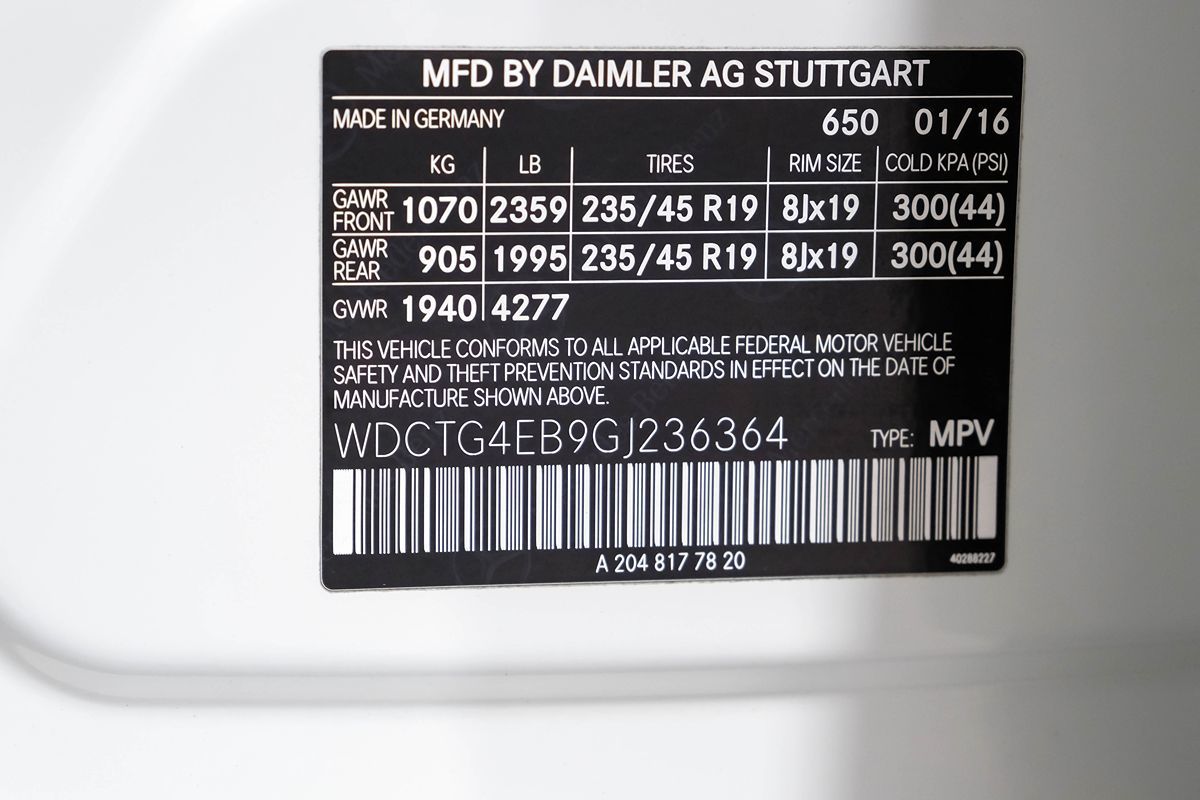 MFD BY DAIMLER AG STUTTGART
MADE IN GERMANY 650 01/16
KG LB TIRES RIM SIZE COLD KPA (PSI)
GAWR FRONT 1070 2359 235/45 R19 8Jx19 300(44)
GAWR REAR 905 1995 235/45 R19 8Jx19 300(44)
GVWR 1940 4277
THIS VEHICLE CONFORMS TO ALL APPLICABLE FEDERAL MOTOR VEHICLE
SAFETY AND THEFT PREVENTION STANDARDS IN EFFECT ON THE DATE OF
MANUFACTURE SHOWN ABOVE.
WDCTG4EB9GJ236364 TYPE: MPV
A 204 817 78 20 40288227